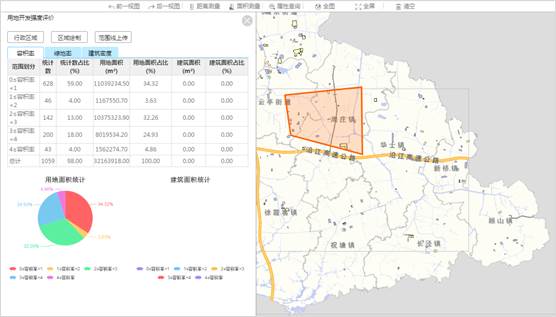 前一视图 后一视图 距离测量 面积测量 属性查询 全图 全屏 清空
用地开发强度评价
行政区域 区域绘制 范围线上传
容积率 绿地率 建筑密度
范围划分 统计数 统计数占比(%) 用地面积(m²) 用地面积占比(%) 建筑面积(m²) 建筑面积占比(%)
0≤容积率<1 628 59.00 11039234.50 34.32 0.00 0.00
1≤容积率<2 46 4.00 1167550.70 3.63 0.00 0.00
2≤容积率<3 142 13.00 10375323.90 32.26 0.00 0.00
3≤容积率<4 200 18.00 8019534.20 24.93 0.00 0.00
4≤容积率 43 4.00 1562274.70 4.86 0.00 0.00
总计 1059 98.00 32163918.00 100.00 0.00 0.00
用地面积统计 建筑面积统计
34.32%
0≤容积率<1 1≤容积率<2 2≤容积率<3
3≤容积率<4 4≤容积率
0≤容积率<1 1≤容积率<2 2≤容积率<3
3≤容积率<4 4≤容积率
云亭街道
周庄镇
华士镇
沿江高速公路
沿江高速公路
新桥镇
徐霞客镇
顾山镇
祝塘镇
长泾镇